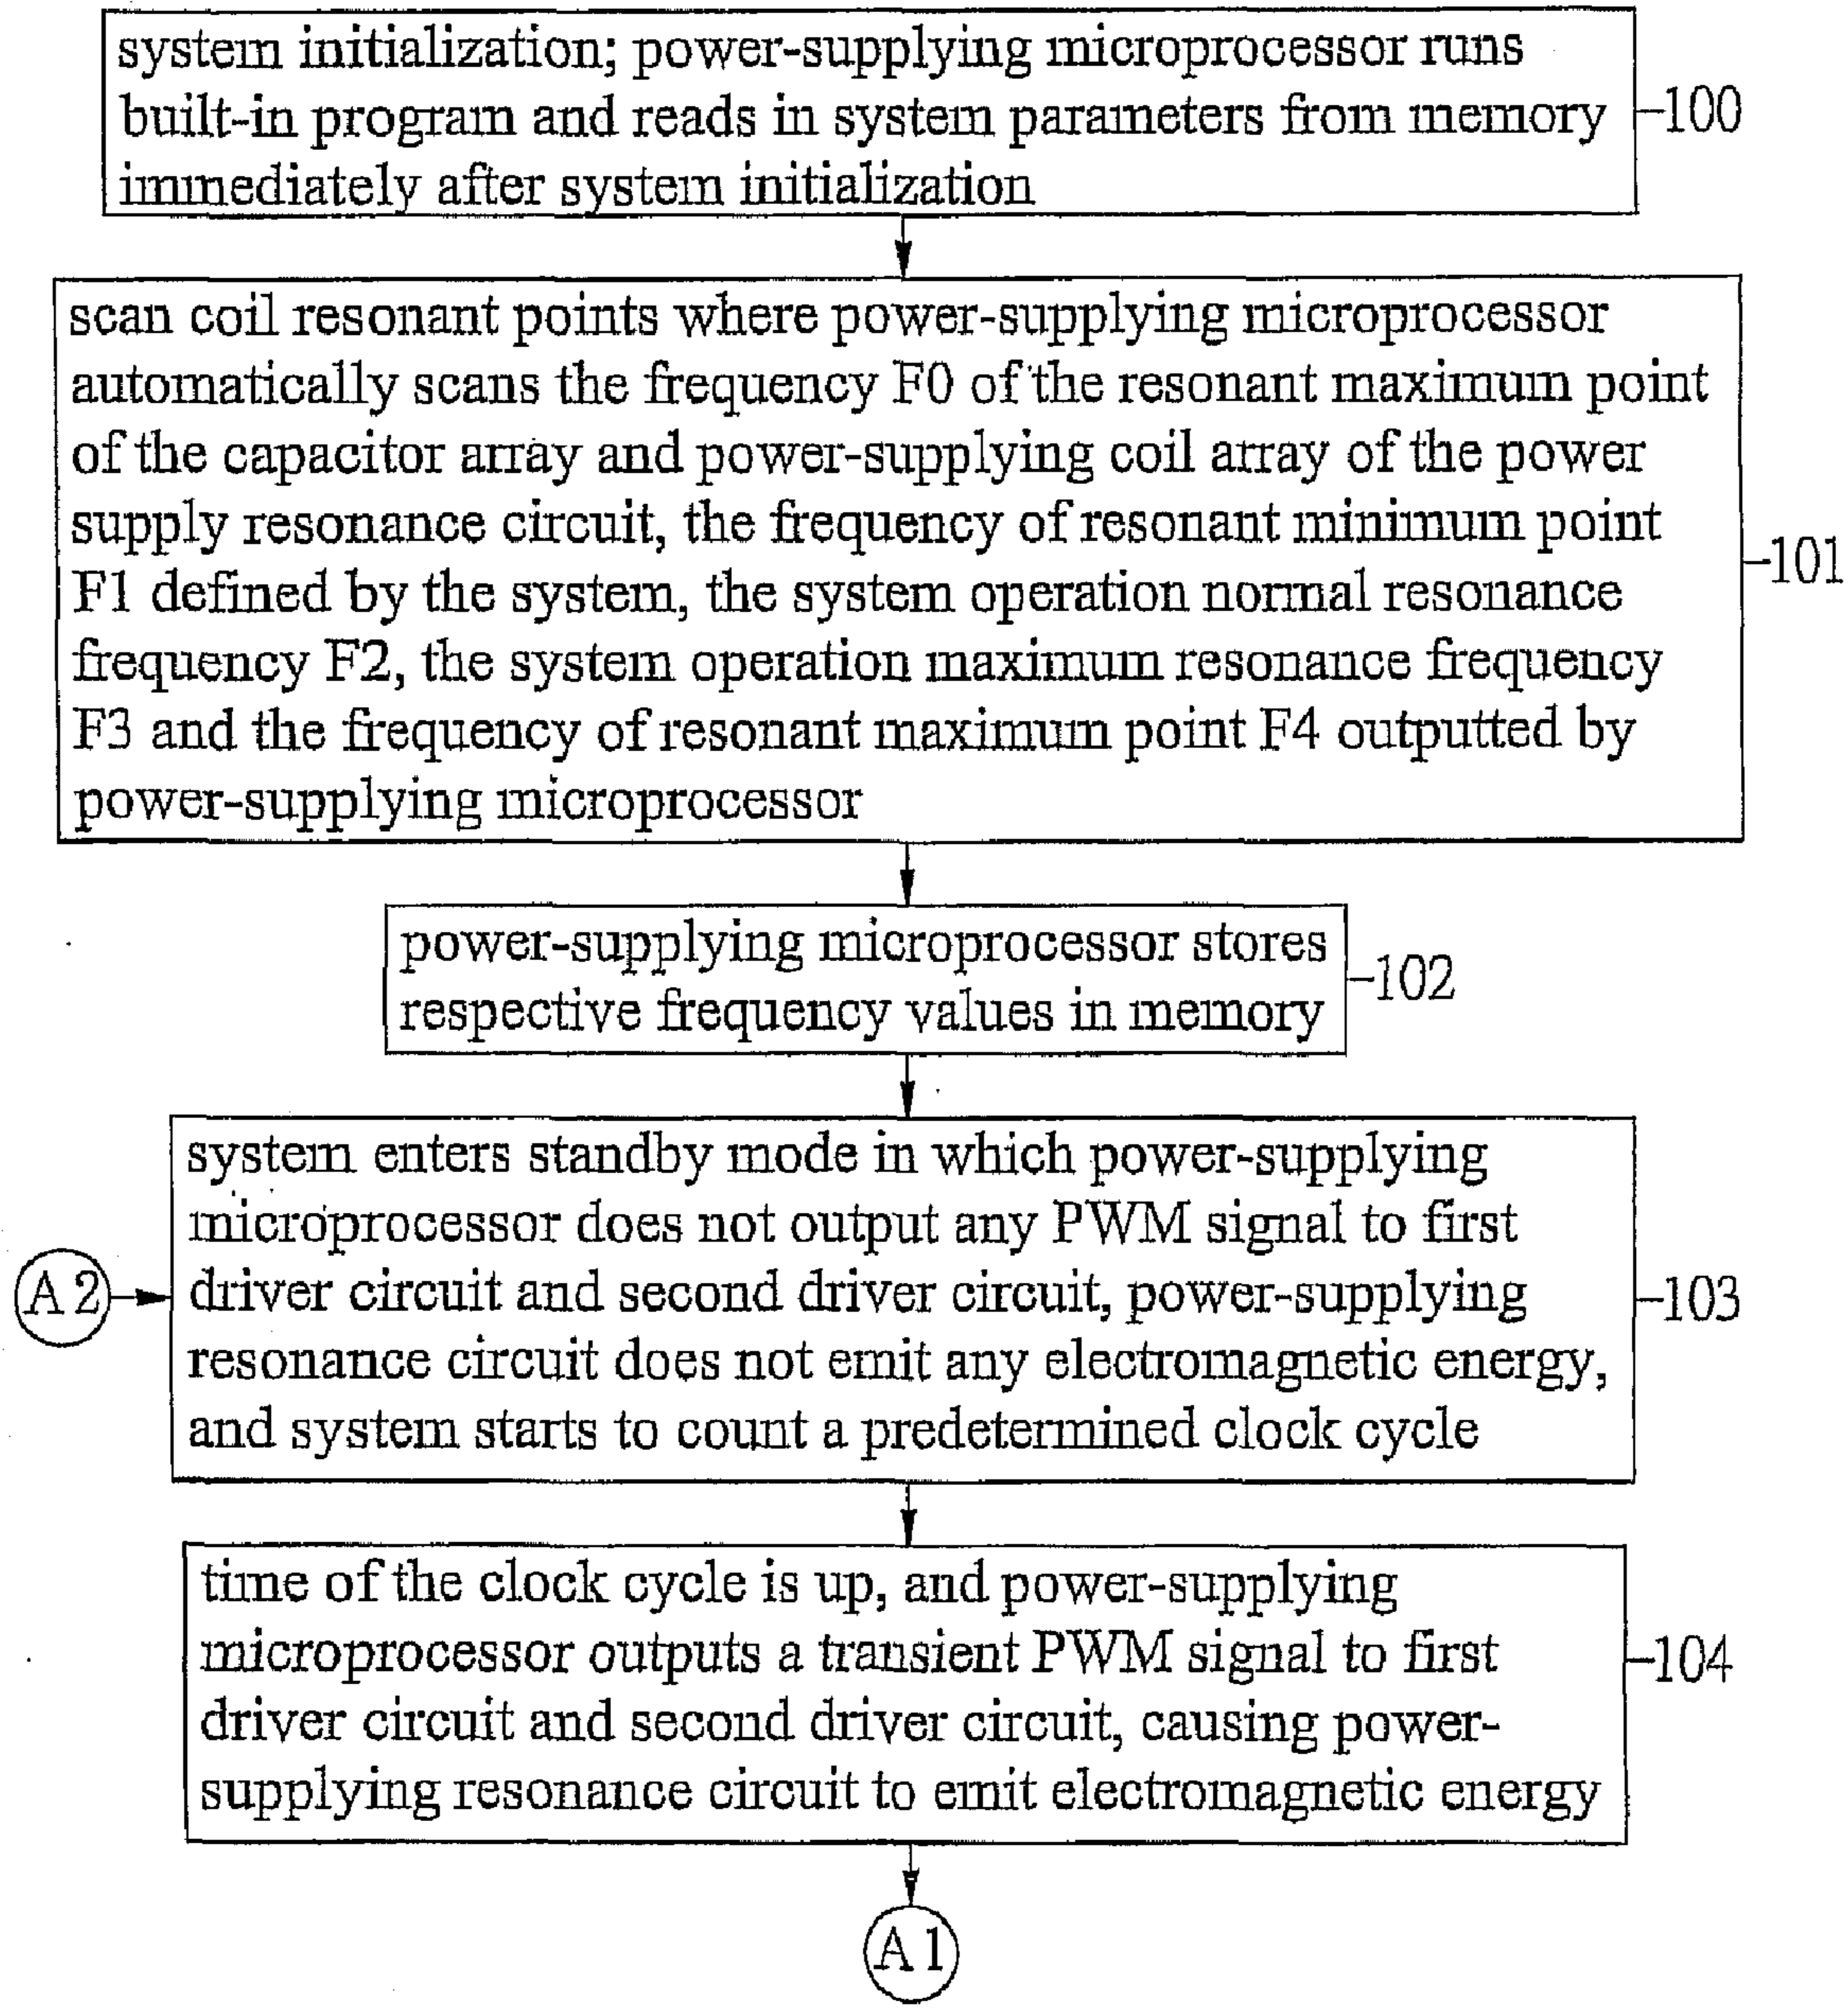 system initialization; power-supplying microprocessor runs
built-in program and reads in system parameters from memory
immediately after system initialization
100
scan coil resonant points where power-supplying microprocessor
automatically scans the frequency F0 of the resonant maximum point
of the capacitor array and power-supplying coil array of the power
supply resonance circuit, the frequency of resonant minimum point
F1 defined by the system, the system operation normal resonance
frequency F2, the system operation maximum resonance frequency
F3 and the frequency of resonant maximum point F4 outputted by
power-supplying microprocessor
101
power-supplying microprocessor stores
respective frequency values in memory
102
system enters standby mode in which power-supplying
microprocessor does not output any PWM signal to first
driver circuit and second driver circuit, power-supplying
resonance circuit does not emit any electromagnetic energy,
and system starts to count a predetermined clock cycle
A2
103
time of the clock cycle is up, and power-supplying
microprocessor outputs a transient PWM signal to first
driver circuit and second driver circuit, causing power-
supplying resonance circuit to emit electromagnetic energy
104
A1